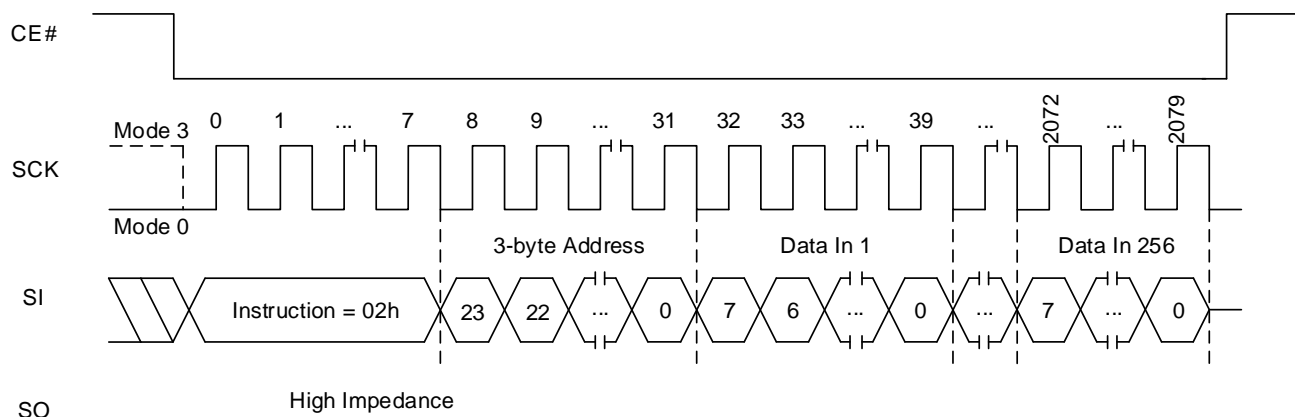 CE#
Mode 3
0 1 ... 7 8 9 ... 31 32 33 ... 39 ... 2072 ... 2079
SCK
Mode 0
3-byte Address Data In 1 Data In 256
SI
Instruction = 02h 23 22 ... 0 7 6 ... 0 ... 7 ... 0
High Impedance
SO